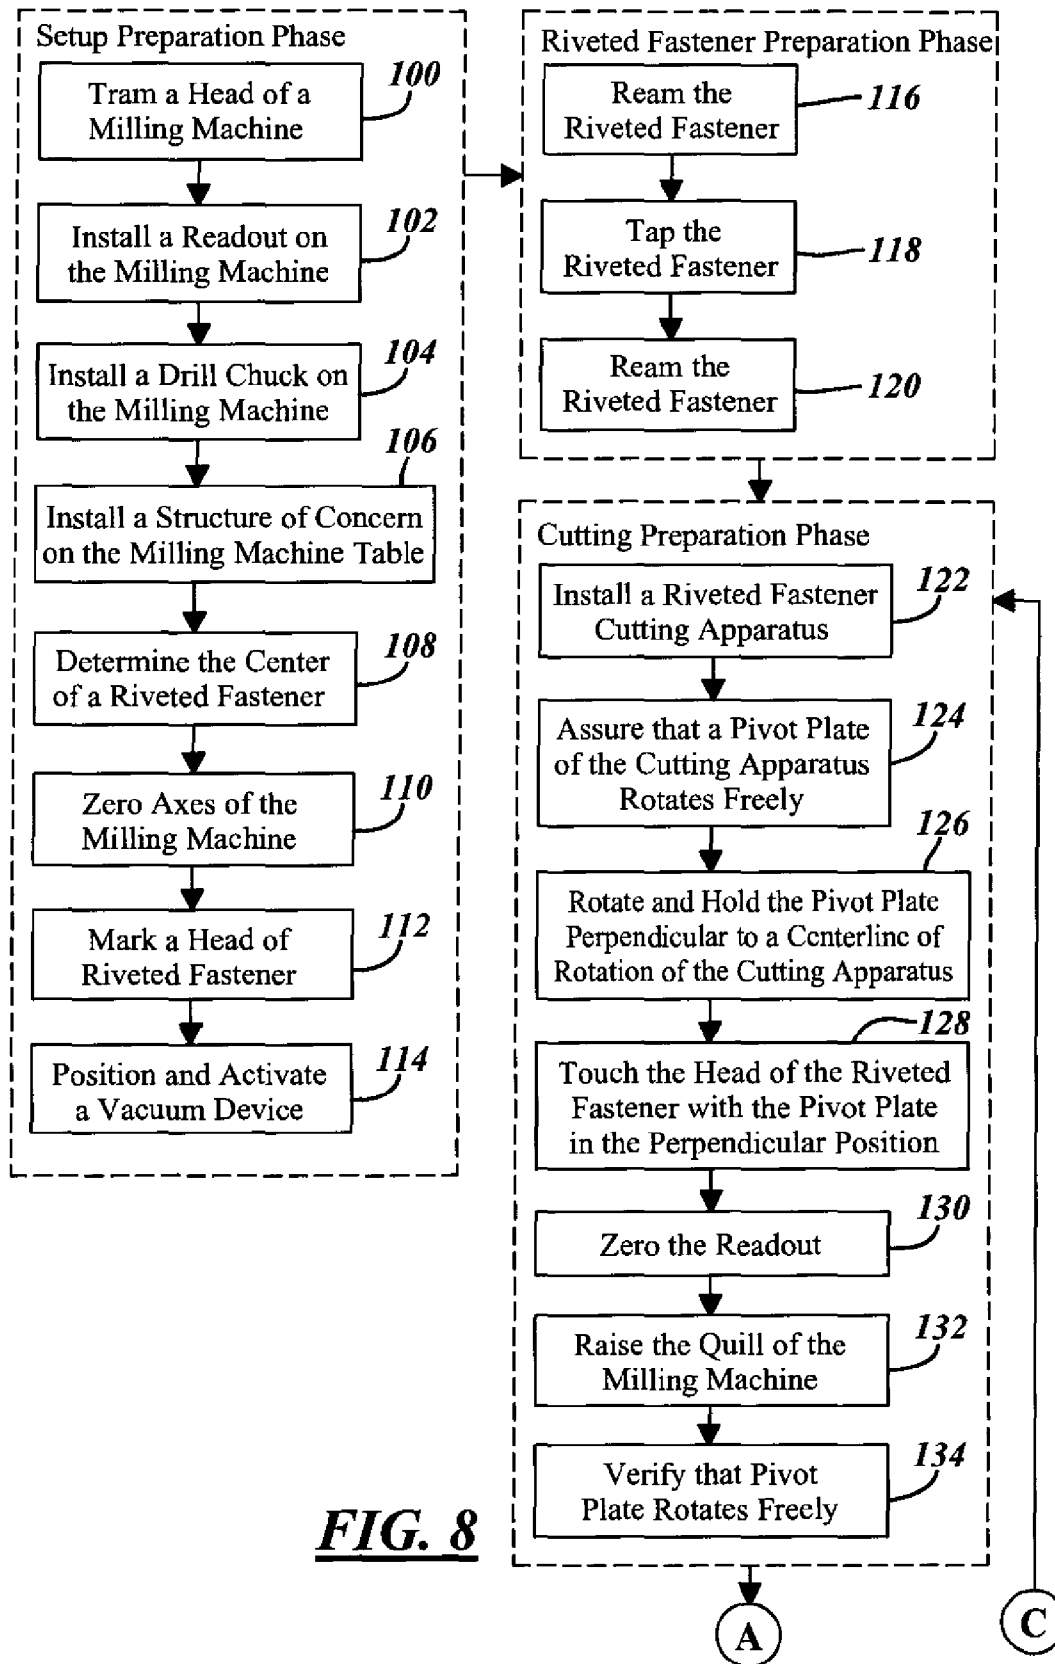 Setup Preparation Phase
100
Tram a Head of a
Milling Machine
102
Install a Readout on
the Milling Machine
104
Install a Drill Chuck on
the Milling Machine
106
Install a Structure of Concern
on the Milling Machine Table
108
Determine the Center
of a Riveted Fastener
110
Zero Axes of the
Milling Machine
112
Mark a Head of
Riveted Fastener
114
Position and Activate
a Vacuum Device
Riveted Fastener Preparation Phase
116
Ream the
Riveted Fastener
118
Tap the
Riveted Fastener
120
Ream the
Riveted Fastener
Cutting Preparation Phase
122
Install a Riveted Fastener
Cutting Apparatus
124
Assure that a Pivot Plate
of the Cutting Apparatus
Rotates Freely
126
Rotate and Hold the Pivot Plate
Perpendicular to a Centerline of
Rotation of the Cutting Apparatus
128
Touch the Head of the Riveted
Fastener with the Pivot Plate
in the Perpendicular Position
130
Zero the Readout
132
Raise the Quill of the
Milling Machine
134
Verify that Pivot
Plate Rotates Freely
FIG. 8
A
C